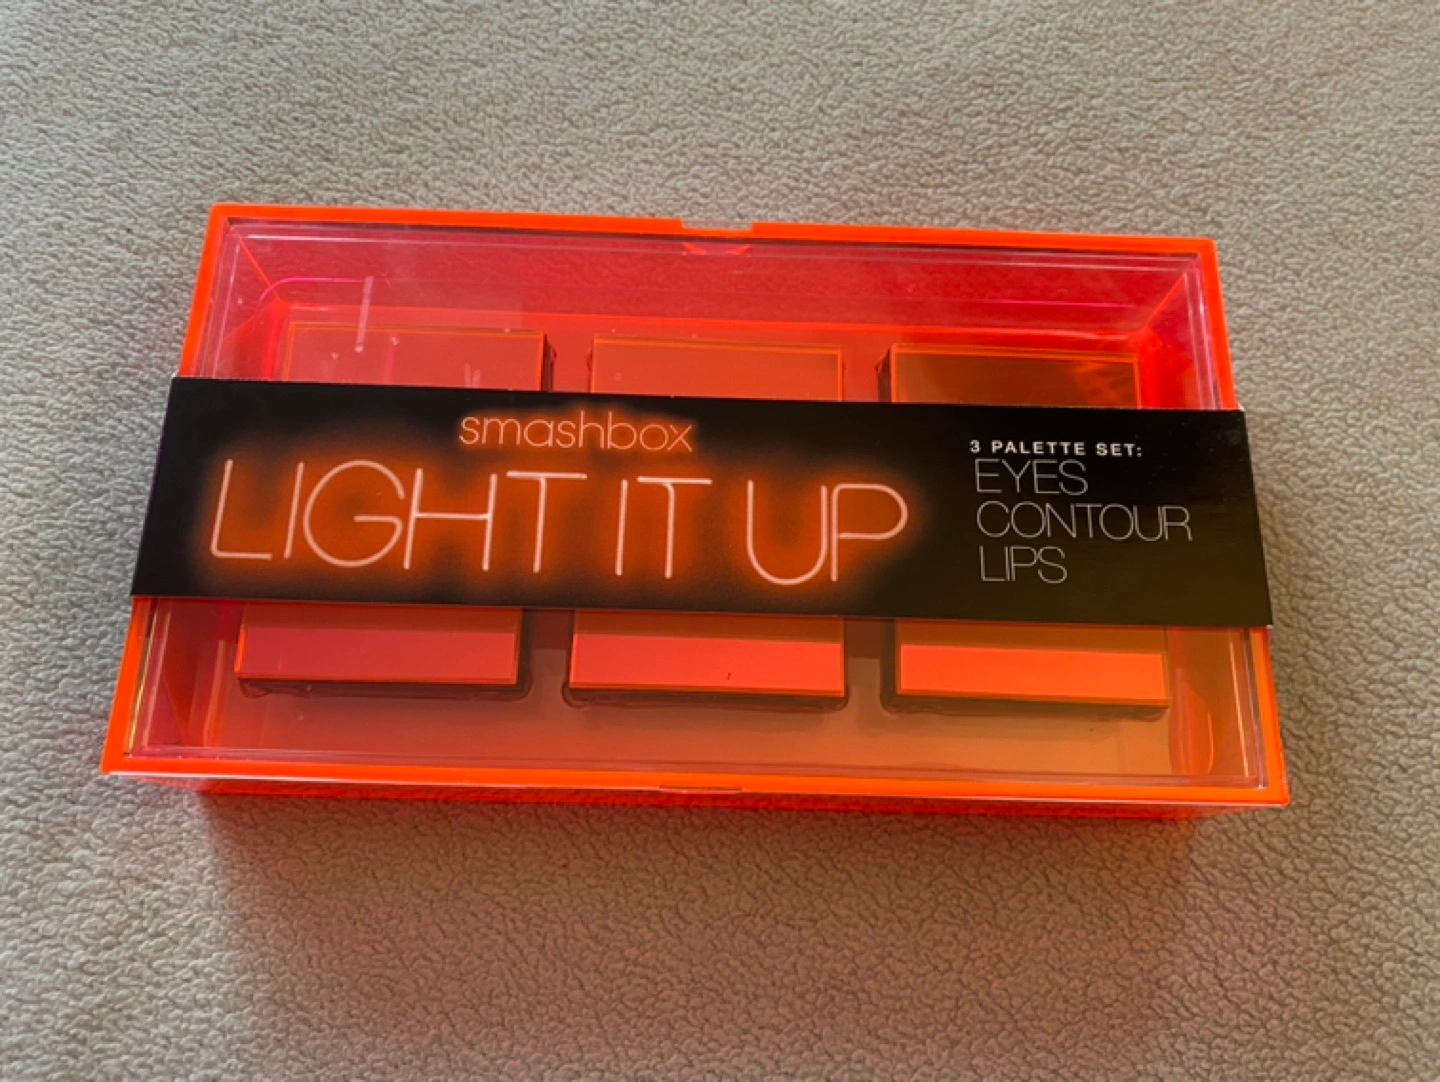 smashbox
LIGHT IT UP
3 PALETTE SET:
EYES
CONTOUR
LIPS